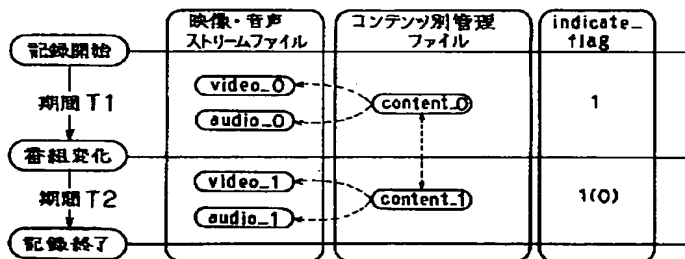 映像・音声
ストリームファイル
コンテンツ別管理
ファイル
indicate_
flag
記録開始
期間T1
video_0
audio_0
content_0
1
番組変化
期間T2
video_1
audio_1
content_1
1(0)
記録終了